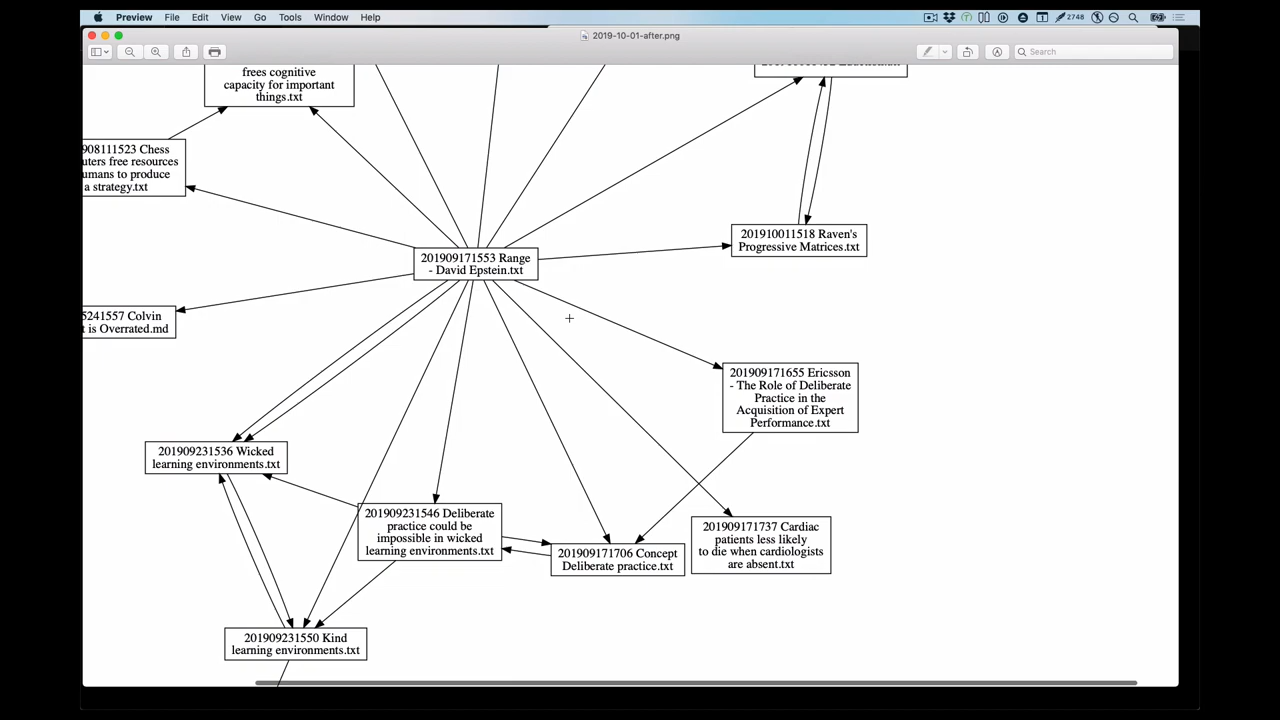 Preview File Edit View Go Tools Window Help
2748
2019-10-01-after.png
Search
frees cognitive
capacity for important
things.txt
908111523 Chess
uters free resources
umans to produce
a strategy.txt
201909171553 Range
- David Epstein.txt
201910011518 Raven's
Progressive Matrices.txt
5241557 Colvin
t is Overrated.md
201909171655 Ericsson
- The Role of Deliberate
Practice in the
Acquisition of Expert
Performance.txt
201909231536 Wicked
learning environments.txt
201909231546 Deliberate
practice could be
impossible in wicked
learning environments.txt
201909171706 Concept
Deliberate practice.txt
201909171737 Cardiac
patients less likely
to die when cardiologists
are absent.txt
201909231550 Kind
learning environments.txt